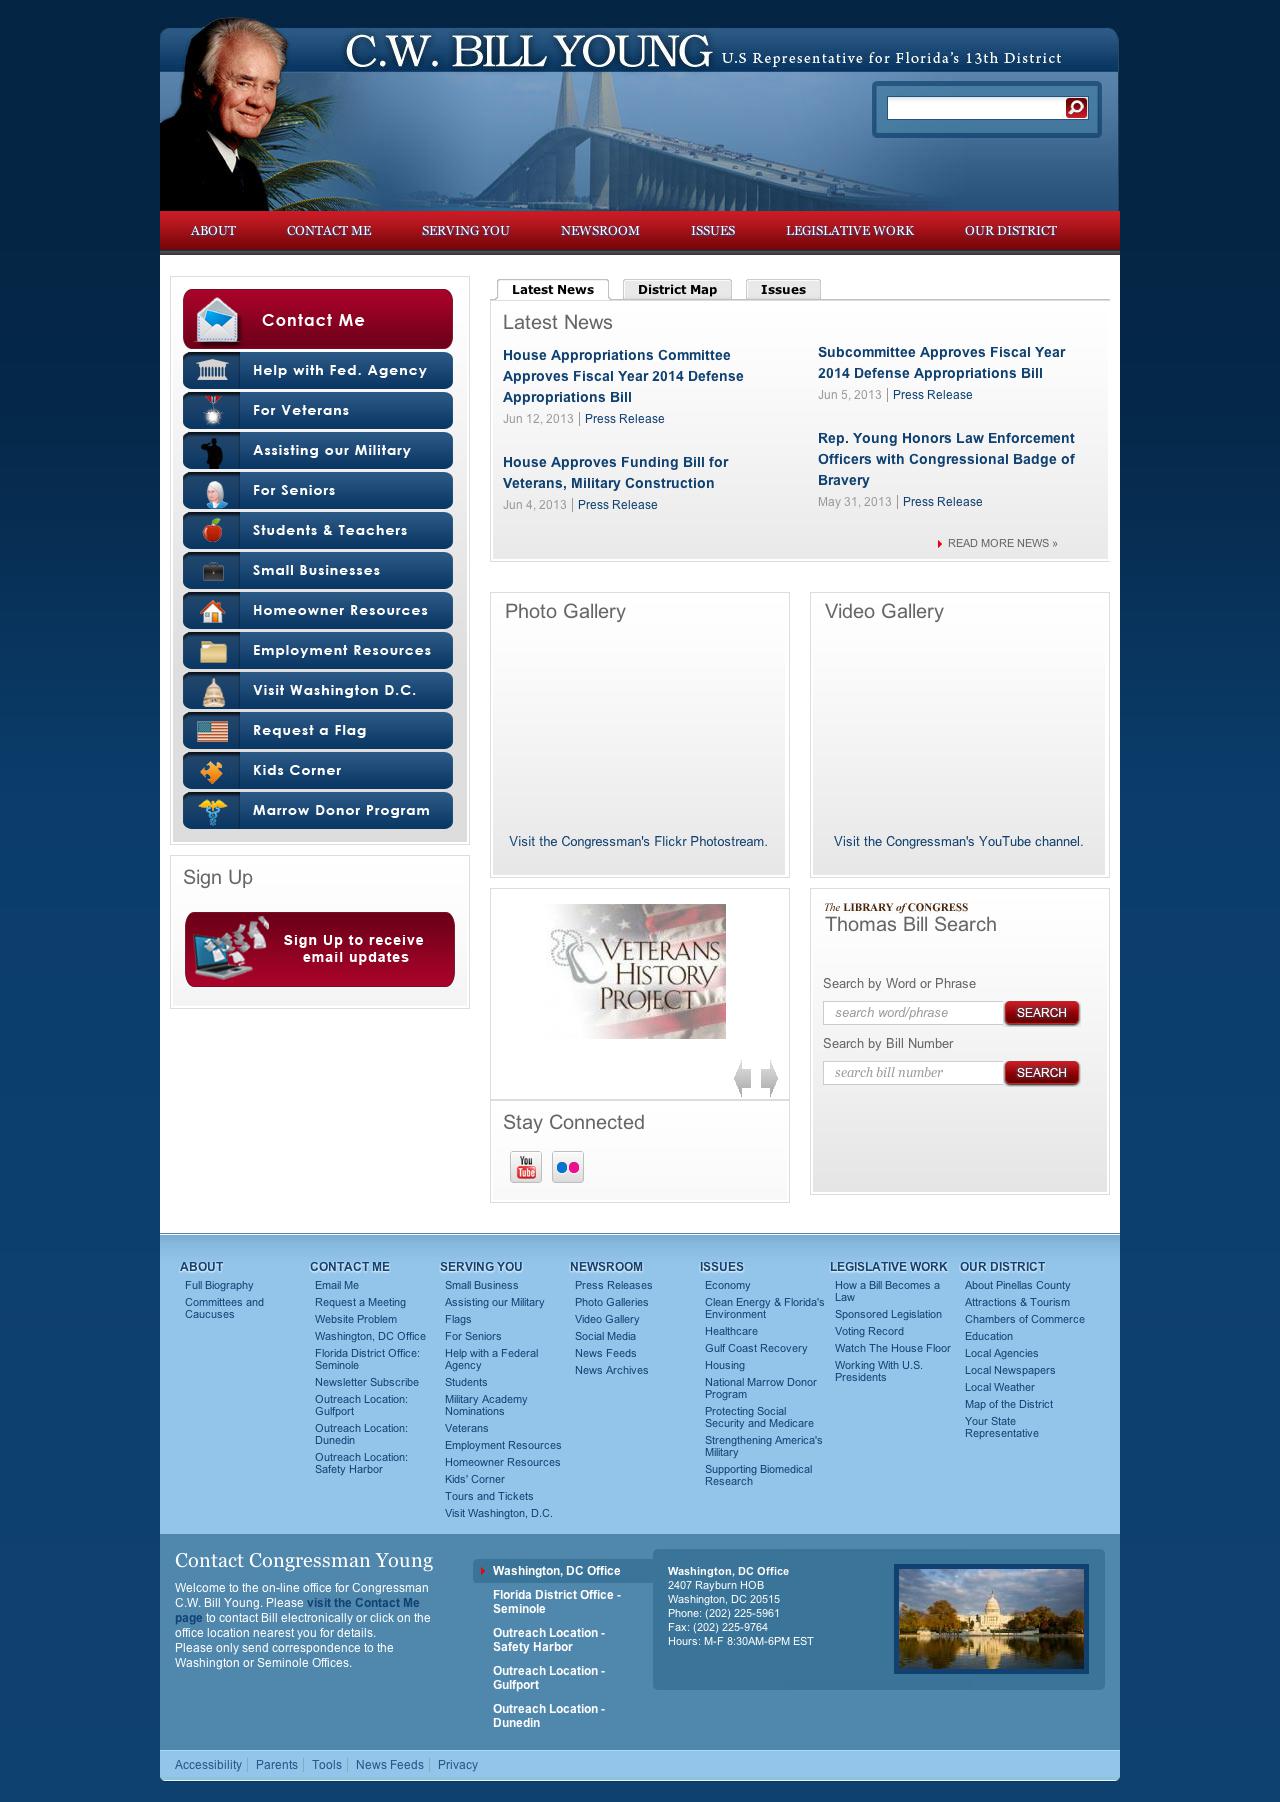 C.W. BILL YOUNG U.S Representative for Florida's 13th District
ABOUT CONTACT ME SERVING YOU NEWSROOM ISSUES LEGISLATIVE WORK OUR DISTRICT
Contact Me
Help with Fed. Agency
For Veterans
Assisting our Military
For Seniors
Students & Teachers
Small Businesses
Homeowner Resources
Employment Resources
Visit Washington D.C.
Request a Flag
Kids Corner
Marrow Donor Program
Sign Up
Sign Up to receive
email updates
Latest News District Map Issues
Latest News
House Appropriations Committee
Approves Fiscal Year 2014 Defense
Appropriations Bill
Jun 12, 2013 | Press Release
House Approves Funding Bill for
Veterans, Military Construction
Jun 4, 2013 | Press Release
Subcommittee Approves Fiscal Year
2014 Defense Appropriations Bill
Jun 5, 2013 | Press Release
Rep. Young Honors Law Enforcement
Officers with Congressional Badge of
Bravery
May 31, 2013 | Press Release
READ MORE NEWS »
Photo Gallery
Visit the Congressman's Flickr Photostream.
Video Gallery
Visit the Congressman's YouTube channel.
VETERANS
HISTORY
PROJECT
Stay Connected
You
Tube
The LIBRARY of CONGRESS
Thomas Bill Search
Search by Word or Phrase
search word/phrase SEARCH
Search by Bill Number
search bill number SEARCH
ABOUT
Full Biography
Committees and
Caucuses
CONTACT ME
Email Me
Request a Meeting
Website Problem
Washington, DC Office
Florida District Office:
Seminole
Newsletter Subscribe
Outreach Location:
Gulfport
Outreach Location:
Dunedin
Outreach Location:
Safety Harbor
SERVING YOU
Small Business
Assisting our Military
Flags
For Seniors
Help with a Federal
Agency
Students
Military Academy
Nominations
Veterans
Employment Resources
Homeowner Resources
Kids' Corner
Tours and Tickets
Visit Washington, D.C.
NEWSROOM
Press Releases
Photo Galleries
Video Gallery
Social Media
News Feeds
News Archives
ISSUES
Economy
Clean Energy & Florida's
Environment
Healthcare
Gulf Coast Recovery
Housing
National Marrow Donor
Program
Protecting Social
Security and Medicare
Strengthening America's
Military
Supporting Biomedical
Research
LEGISLATIVE WORK
How a Bill Becomes a
Law
Sponsored Legislation
Voting Record
Watch The House Floor
Working With U.S.
Presidents
OUR DISTRICT
About Pinellas County
Attractions & Tourism
Chambers of Commerce
Education
Local Agencies
Local Newspapers
Local Weather
Map of the District
Your State
Representative
Contact Congressman Young
Welcome to the on-line office for Congressman
C.W. Bill Young. Please visit the Contact Me
page to contact Bill electronically or click on the
office location nearest you for details.
Please only send correspondence to the
Washington or Seminole Offices.
Washington, DC Office
Florida District Office -
Seminole
Outreach Location -
Safety Harbor
Outreach Location -
Gulfport
Outreach Location -
Dunedin
Washington, DC Office
2407 Rayburn HOB
Washington, DC 20515
Phone: (202) 225-5961
Fax: (202) 225-9764
Hours: M-F 8:30AM-6PM EST
Accessibility | Parents | Tools | News Feeds | Privacy